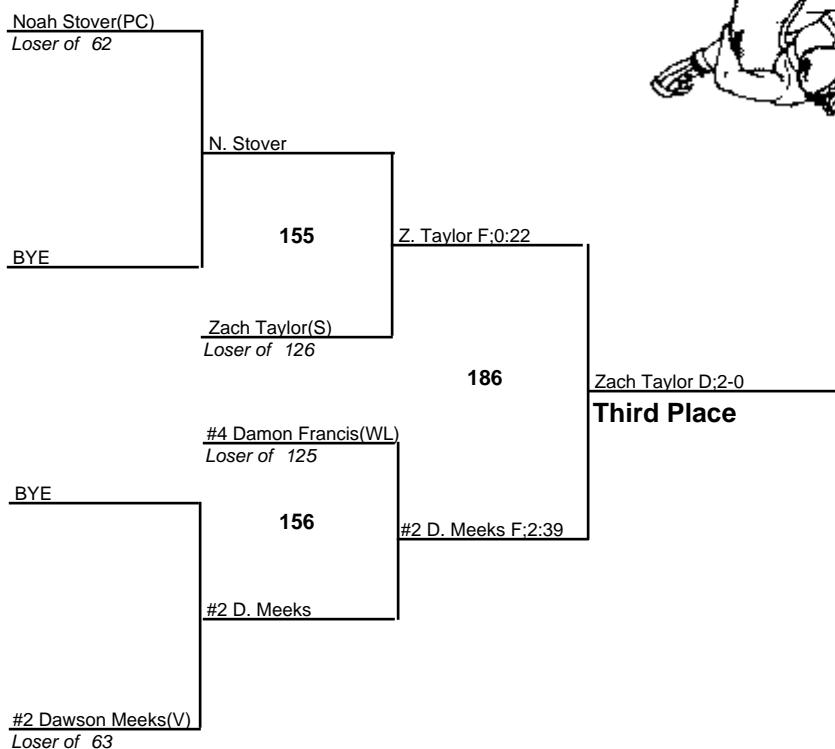 Noah Stover(PC)
Loser of 62
N. Stover
155
Z. Taylor F;0:22
BYE
Zach Taylor(S)
Loser of 126
186
Zach Taylor D;2-0
Third Place
#4 Damon Francis(WL)
Loser of 125
BYE
156
#2 D. Meeks F;2:39
#2 D. Meeks
#2 Dawson Meeks(V)
Loser of 63